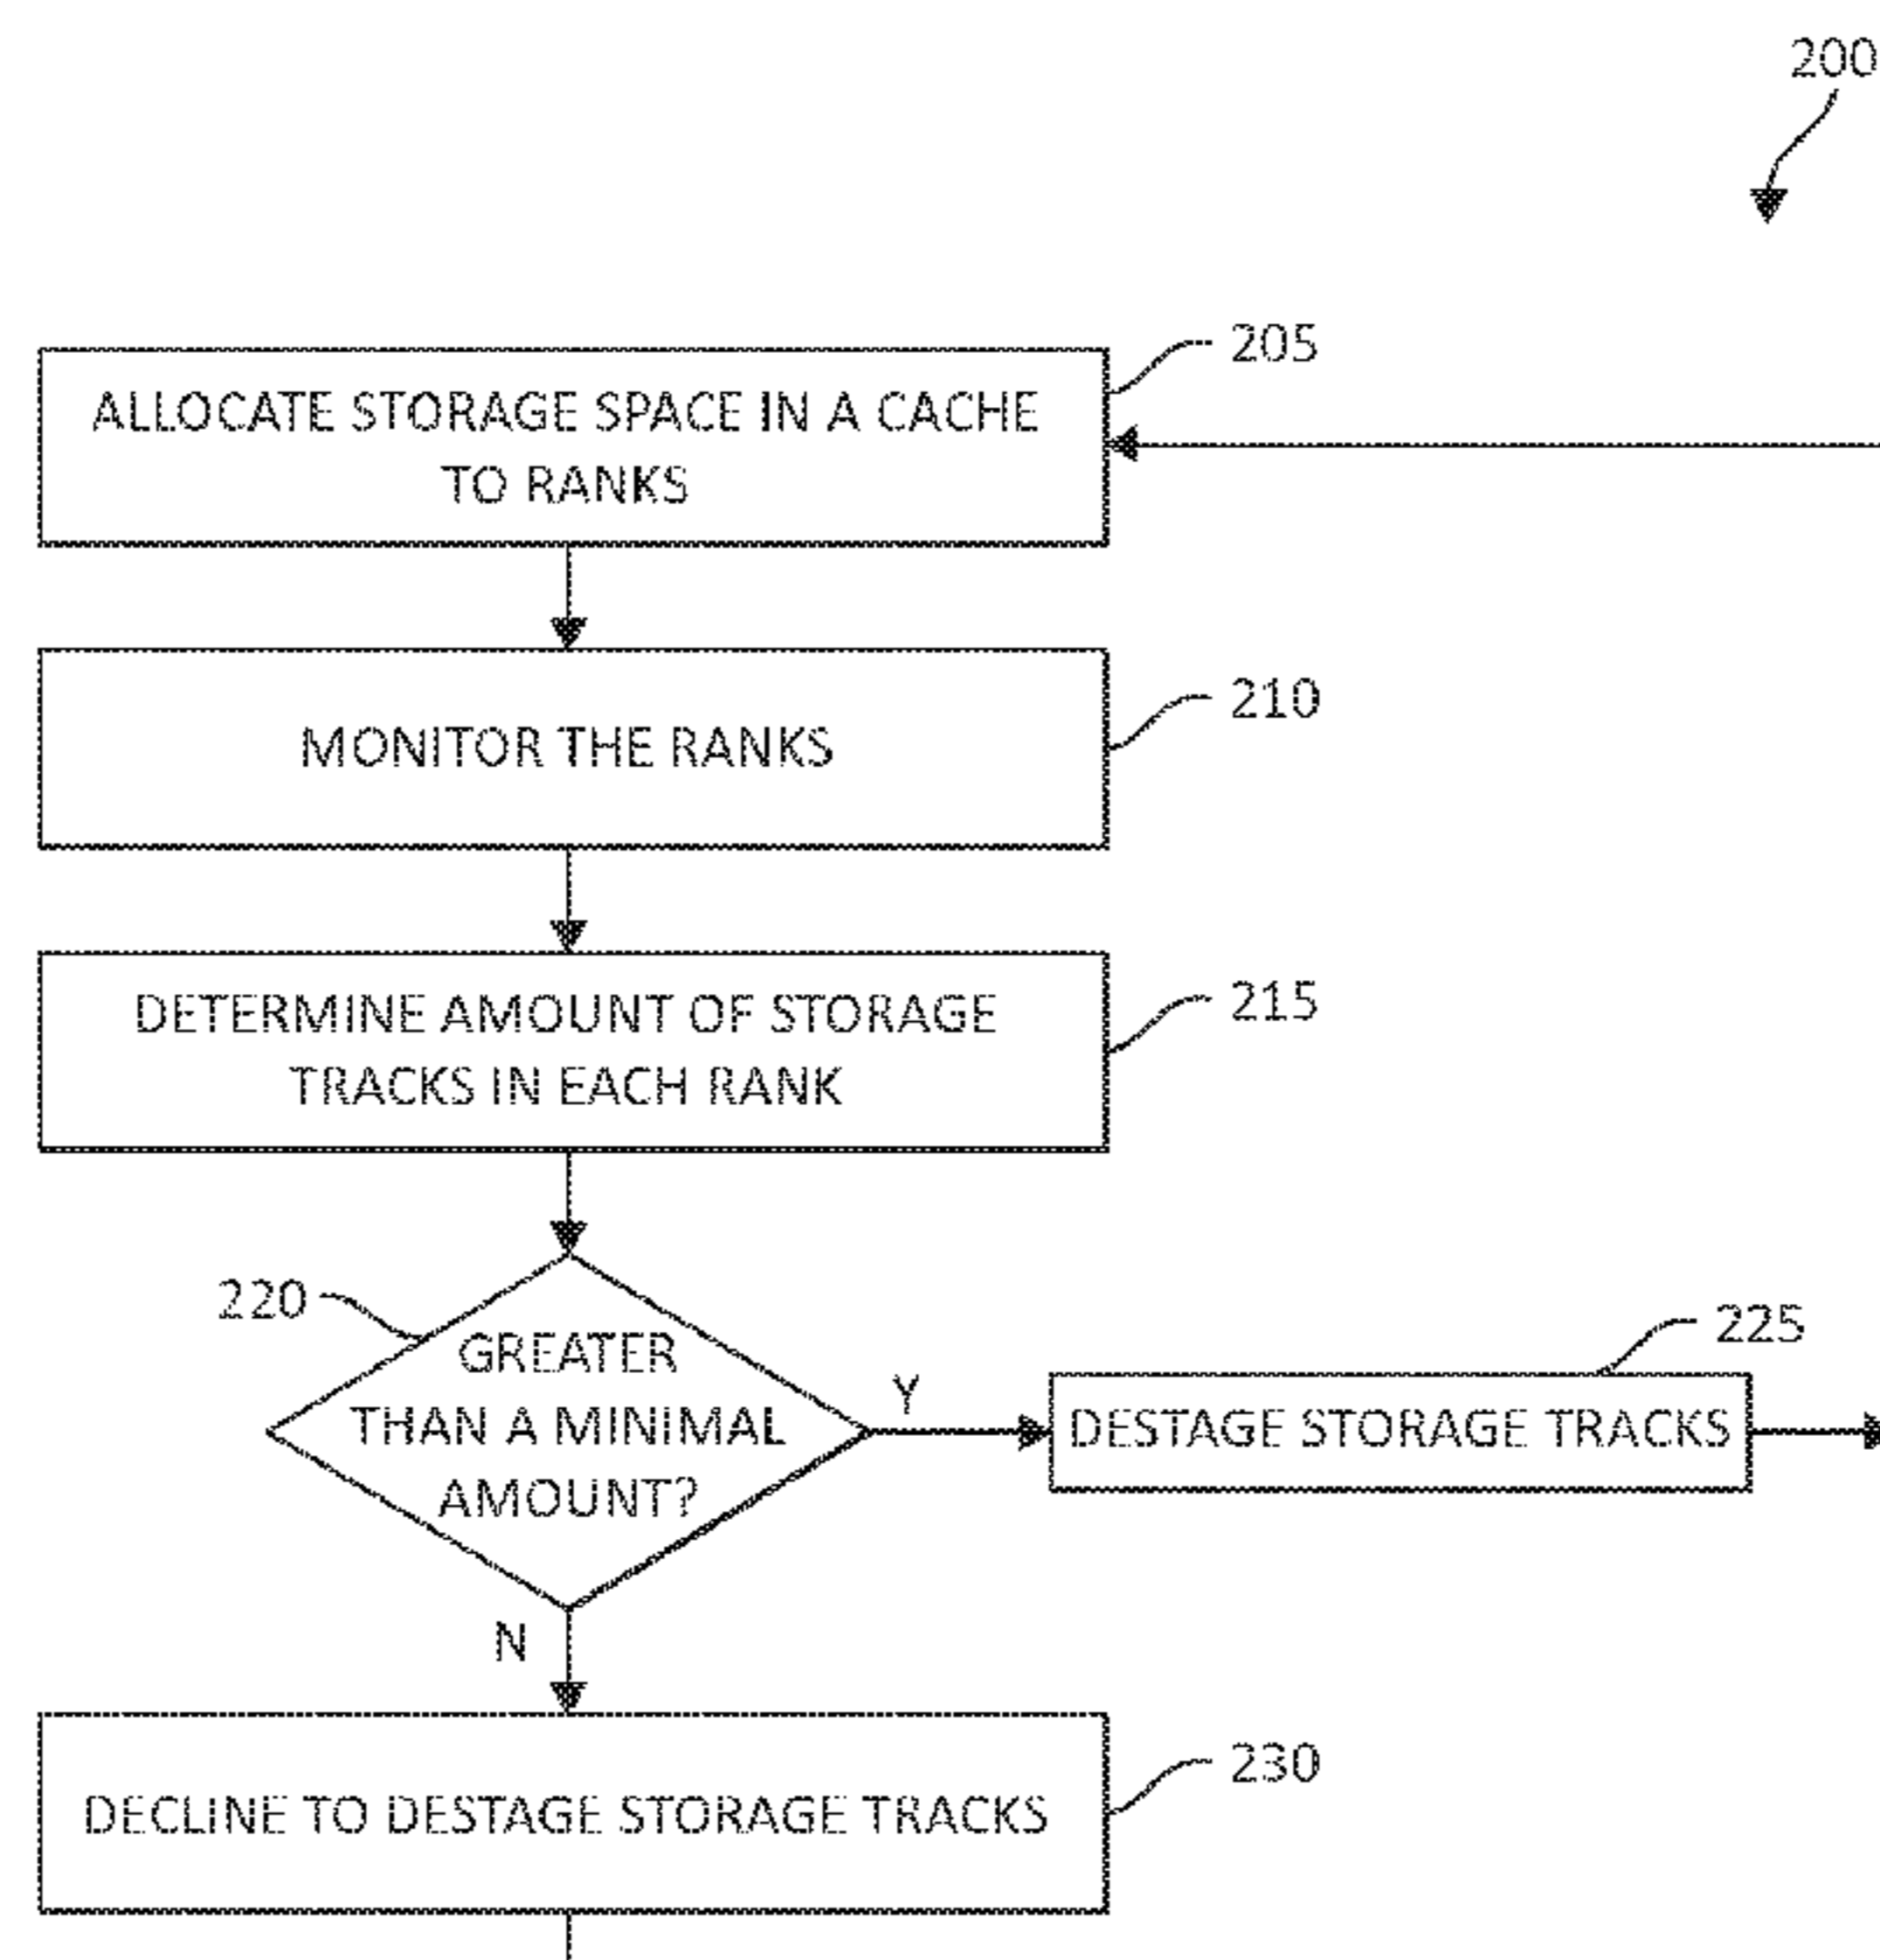 200
205
ALLOCATE STORAGE SPACE IN A CACHE
TO RANKS
210
MONITOR THE RANKS
215
DETERMINE AMOUNT OF STORAGE
TRACKS IN EACH RANK
220
GREATER
THAN A MINIMAL
AMOUNT?
Y
225
DESTAGE STORAGE TRACKS
N
230
DECLINE TO DESTAGE STORAGE TRACKS